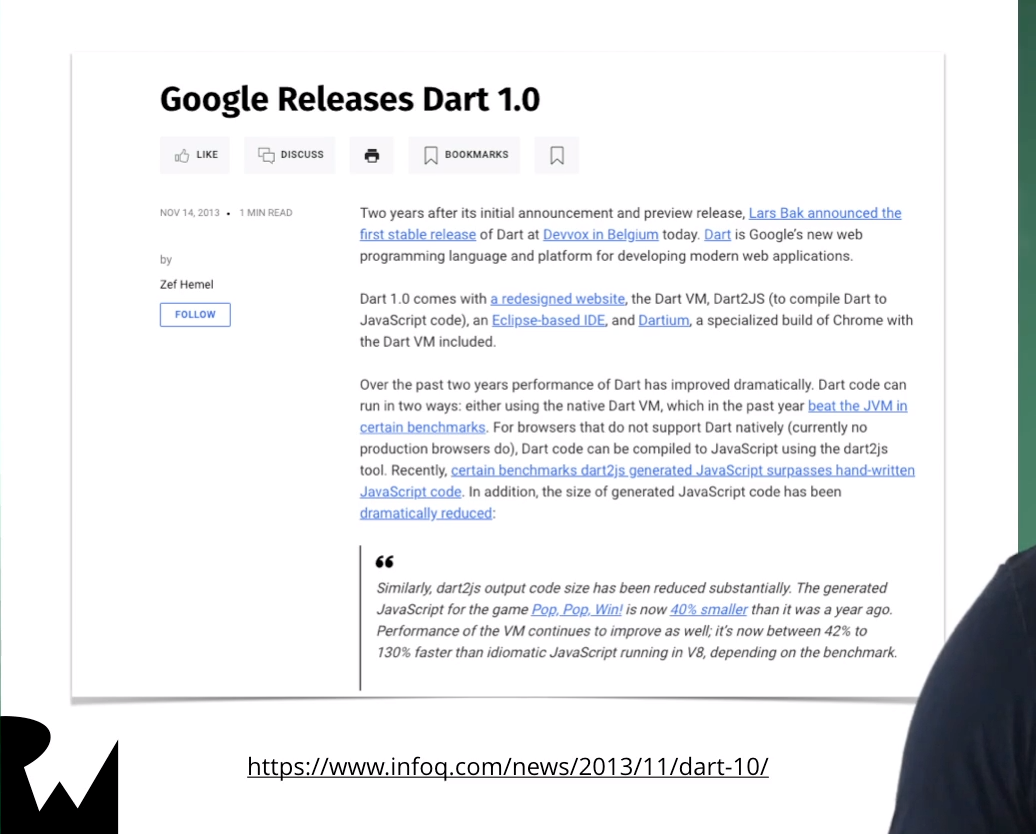 Google Releases Dart 1.0
LIKE
DISCUSS
BOOKMARKS
NOV 14, 2013 • 1 MIN READ
by
Zef Hemel
FOLLOW
Two years after its initial announcement and preview release, Lars Bak announced the
first stable release of Dart at Devvox in Belgium today. Dart is Google’s new web
programming language and platform for developing modern web applications.
Dart 1.0 comes with a redesigned website, the Dart VM, Dart2JS (to compile Dart to
JavaScript code), an Eclipse-based IDE, and Dartium, a specialized build of Chrome with
the Dart VM included.
Over the past two years performance of Dart has improved dramatically. Dart code can
run in two ways: either using the native Dart VM, which in the past year beat the JVM in
certain benchmarks. For browsers that do not support Dart natively (currently no
production browsers do), Dart code can be compiled to JavaScript using the dart2js
tool. Recently, certain benchmarks dart2js generated JavaScript surpasses hand-written
JavaScript code. In addition, the size of generated JavaScript code has been
dramatically reduced:
“
Similarly, dart2js output code size has been reduced substantially. The generated
JavaScript for the game Pop, Pop, Win! is now 40% smaller than it was a year ago.
Performance of the VM continues to improve as well; it’s now between 42% to
130% faster than idiomatic JavaScript running in V8, depending on the benchmark.
https://www.infoq.com/news/2013/11/dart-10/
RW